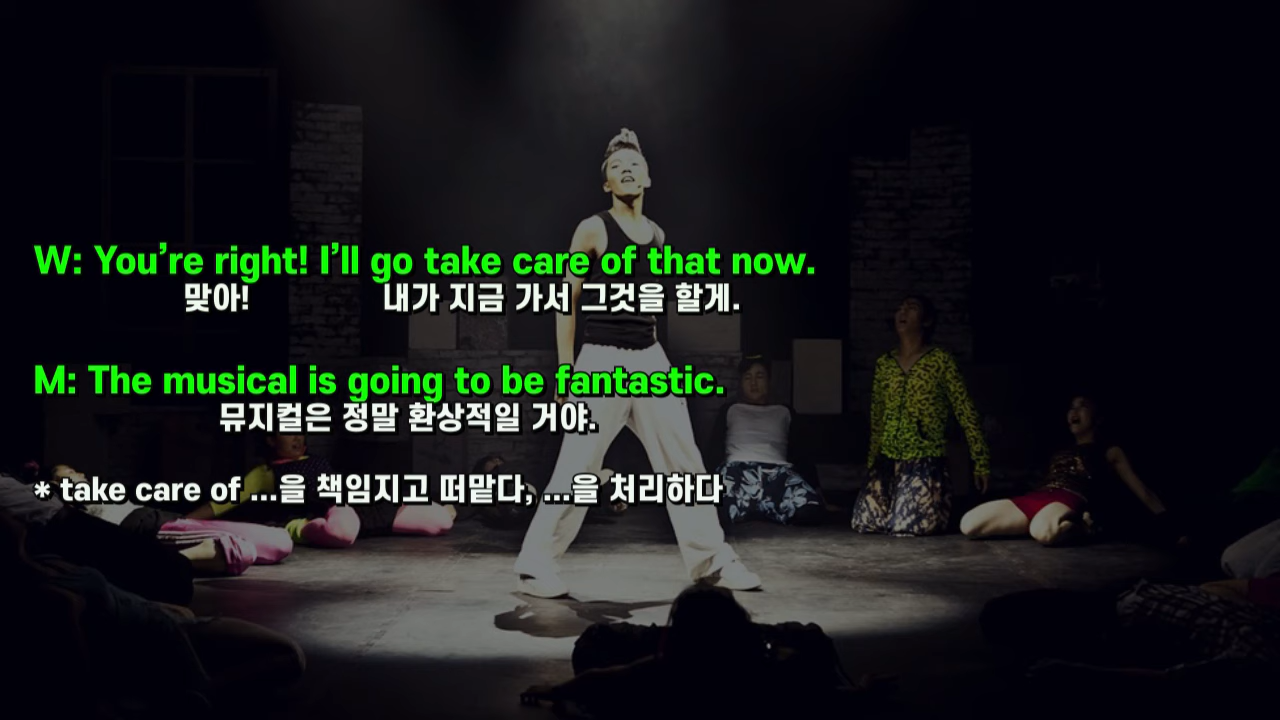 W: You're right! I'll go take care of that now.
맞아! 내가 지금 가서 그것을 할게.
M: The musical is going to be fantastic.
뮤지컬은 정말 환상적일 거야.
* take care of ...을 책임지고 떠맡다, ...을 처리하다